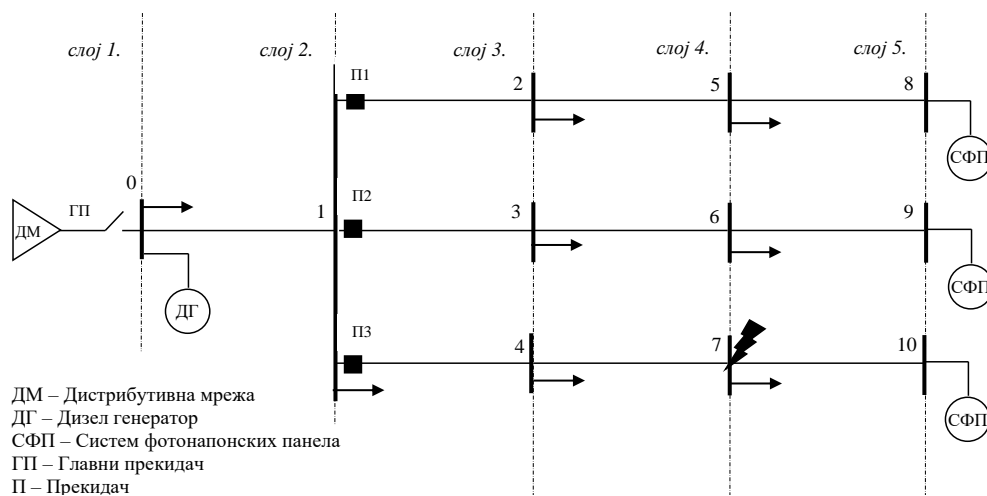 слој 1.
слој 2.
слој 3.
слој 4.
слој 5.
П1
2
5
8
СФП
0
ГП
ДМ
ДГ
1
П2
3
6
9
СФП
П3
4
7
10
СФП
ДМ – Дистрибутивна мрежа
ДГ – Дизел генератор
СФП – Систем фотонапонских панела
ГП – Главни прекидач
П – Прекидач